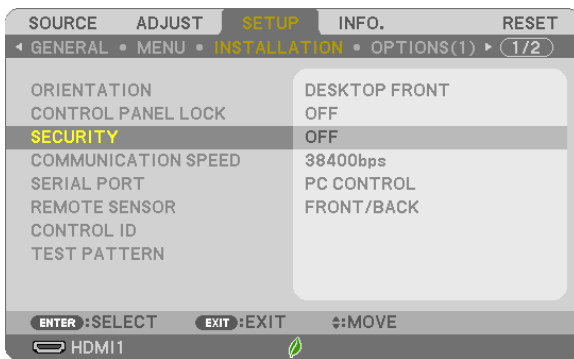 SOURCE ADJUST SETUP INFO. RESET
◀ GENERAL • MENU • INSTALLATION • OPTIONS(1) ▶ 1/2
ORIENTATION DESKTOP FRONT
CONTROL PANEL LOCK OFF
SECURITY OFF
COMMUNICATION SPEED 38400bps
SERIAL PORT PC CONTROL
REMOTE SENSOR FRONT/BACK
CONTROL ID
TEST PATTERN
ENTER :SELECT EXIT :EXIT ♦:MOVE
HDMI1